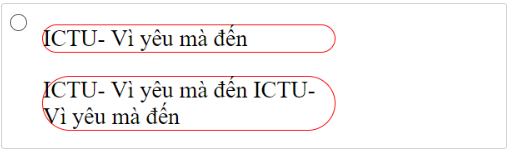 ICTU- Vì yêu mà đến
ICTU- Vì yêu mà đến ICTU-
Vì yêu mà đến